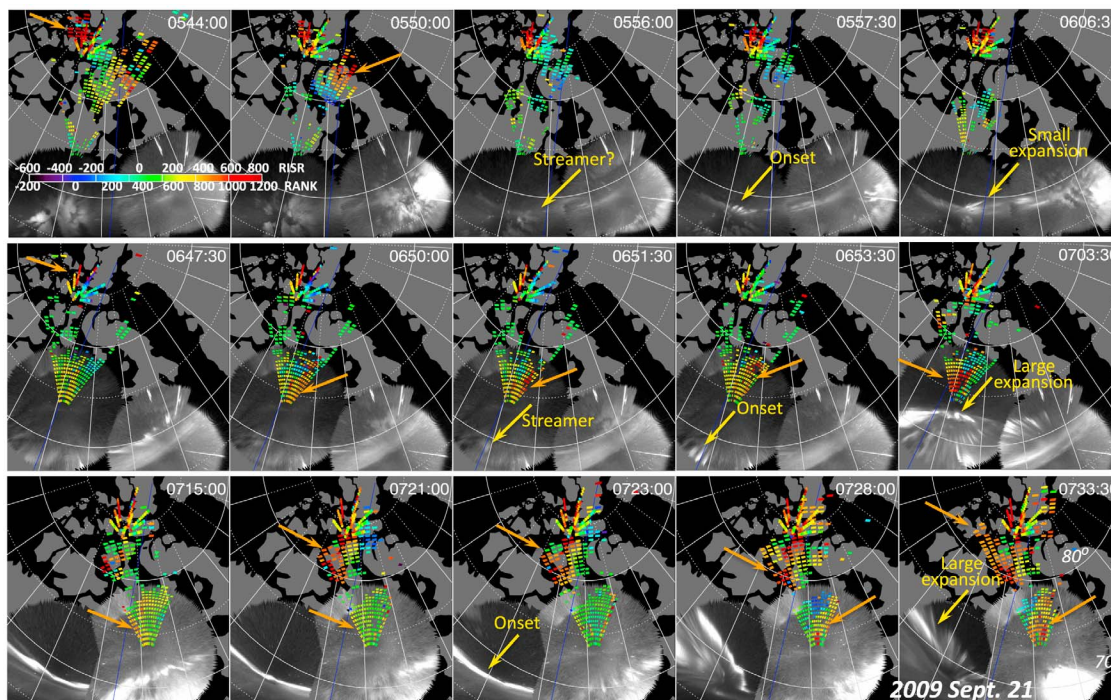 0544:00
0550:00
0556:00
0557:30
0606:3
-600 -400 -200 0 200 400 600 800 RISR
-200 0 200 400 600 800 1000 1200 RANK
Streamer?
Onset
Small
expansion
0647:30
0650:00
0651:30
0653:30
0703:30
Streamer
Onset
Large
expansion
0715:00
0721:00
0723:00
0728:00
0733:30
Onset
Large
expansion
80º
2009 Sept. 21